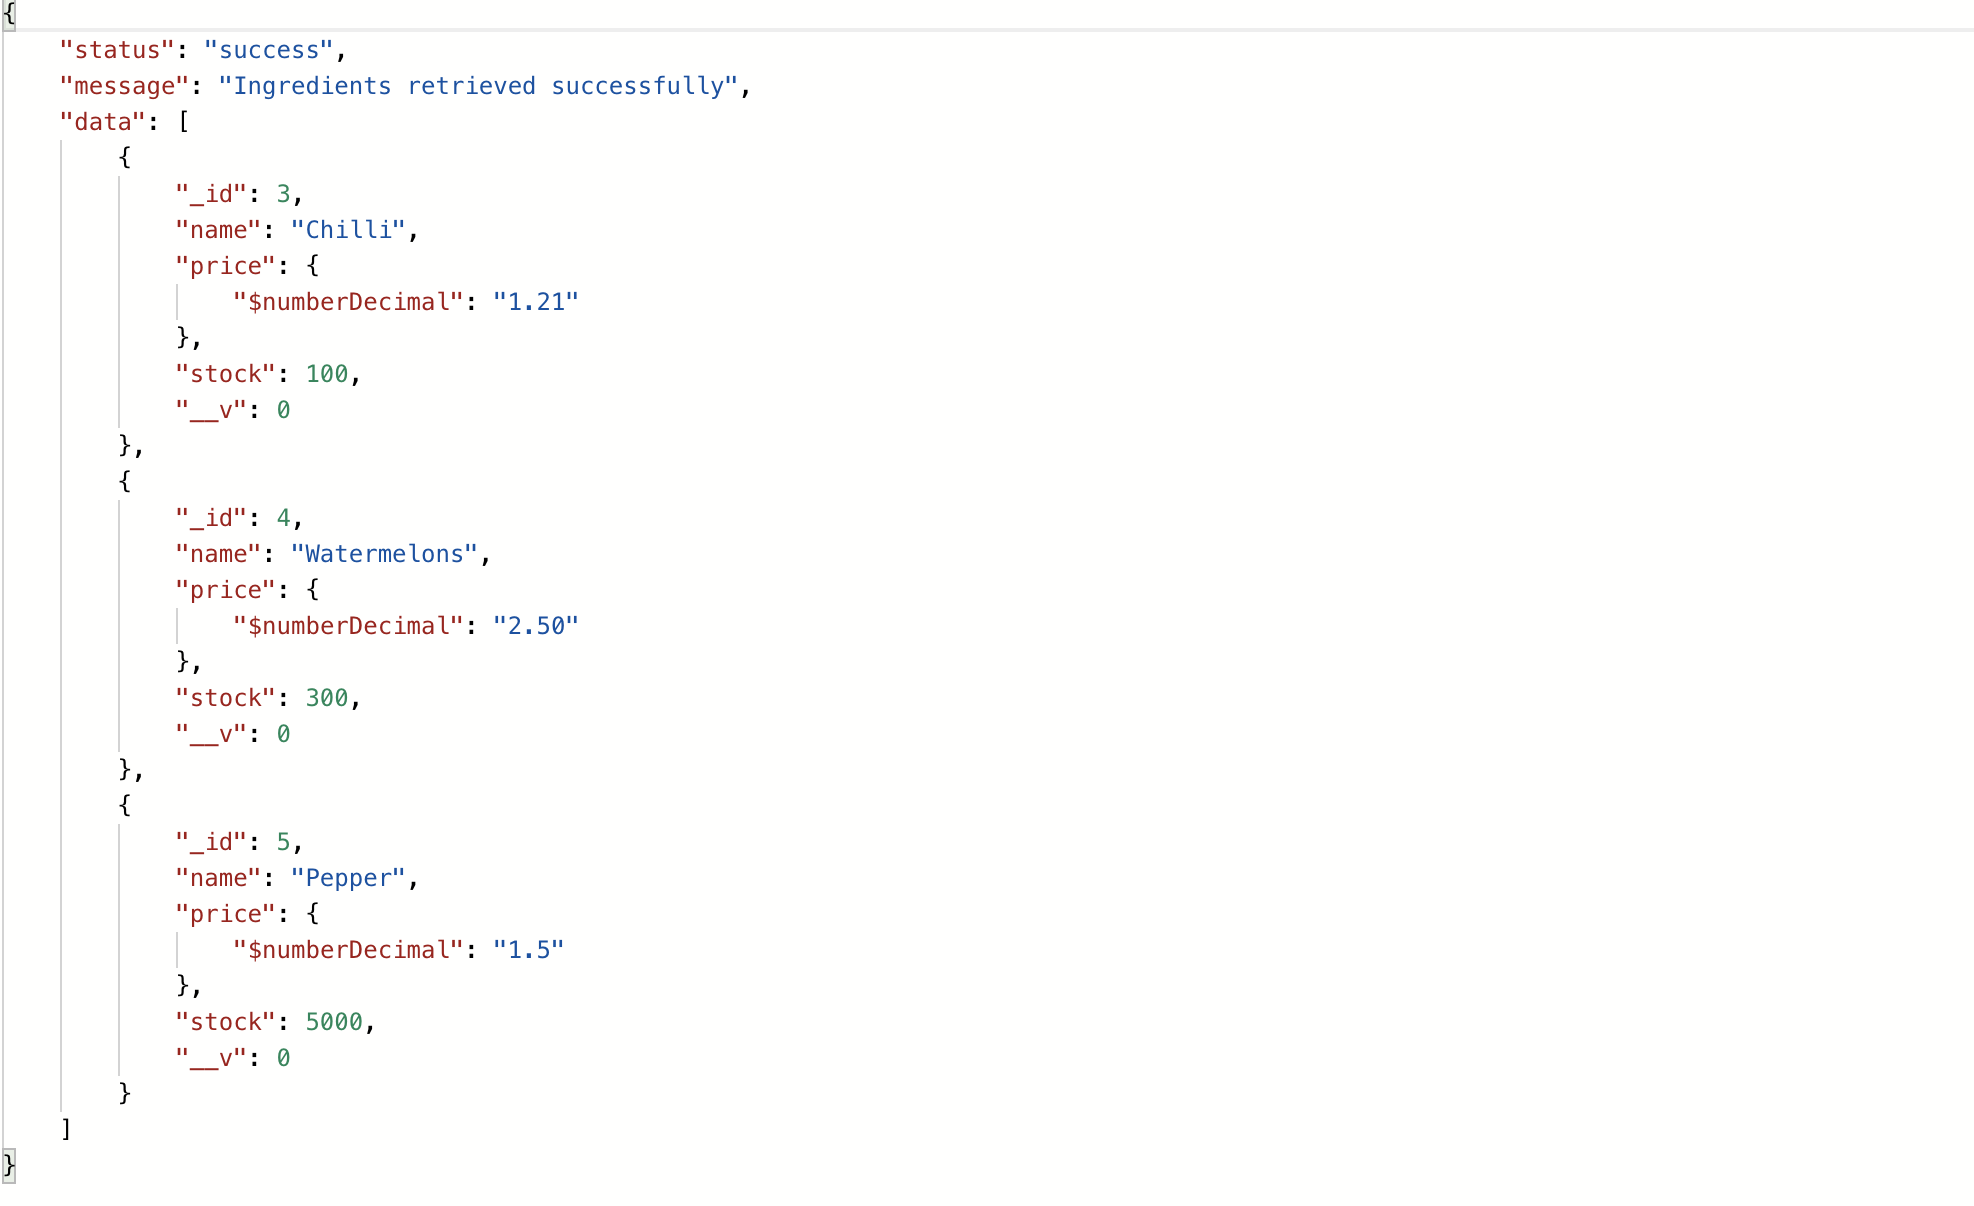 {
    "status": "success",
    "message": "Ingredients retrieved successfully",
    "data": [
        {
            "_id": 3,
            "name": "Chilli",
            "price": {
                "$numberDecimal": "1.21"
            },
            "stock": 100,
            "__v": 0
        },
        {
            "_id": 4,
            "name": "Watermelons",
            "price": {
                "$numberDecimal": "2.50"
            },
            "stock": 300,
            "__v": 0
        },
        {
            "_id": 5,
            "name": "Pepper",
            "price": {
                "$numberDecimal": "1.5"
            },
            "stock": 5000,
            "__v": 0
        }
    ]
}